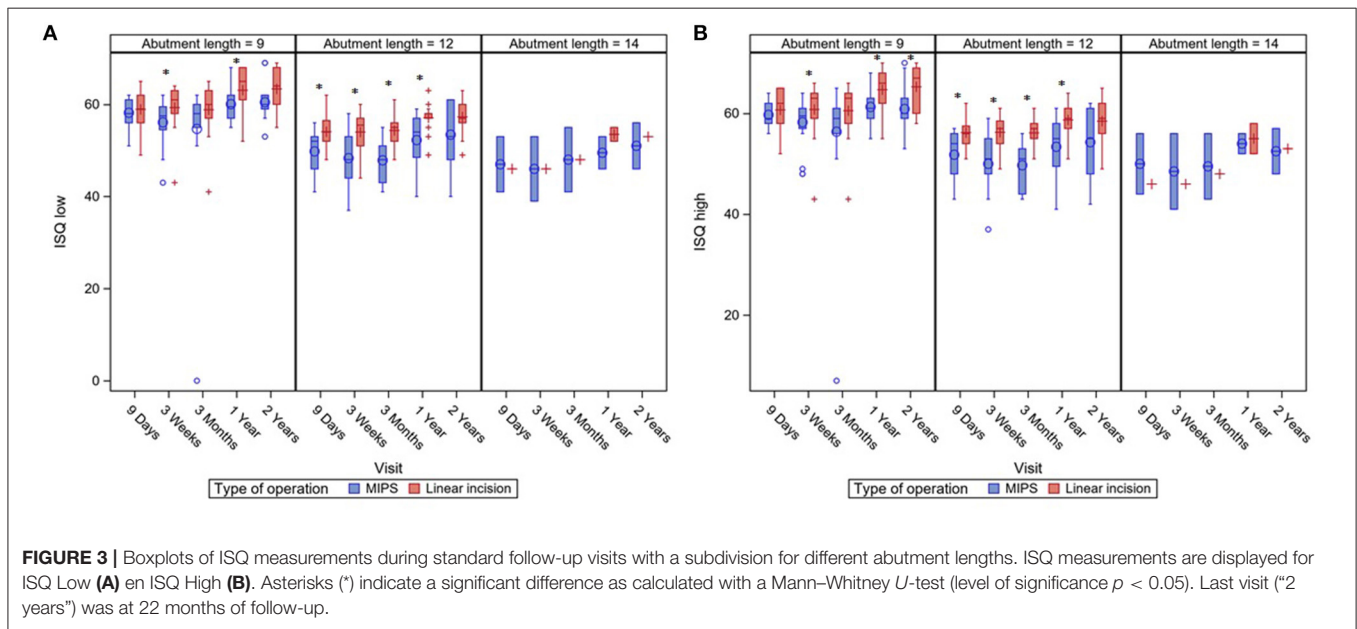 A
Abutment length = 9 Abutment length = 12 Abutment length = 14
* * * * * *
ISQ low
60
40
20
0
9 Days 3 Weeks 3 Months 1 Year 2 Years 9 Days 3 Weeks 3 Months 1 Year 2 Years 9 Days 3 Weeks 3 Months 1 Year 2 Years
Visit
Type of operation MIPS Linear incision
B
Abutment length = 9 Abutment length = 12 Abutment length = 14
* * * * * * *
ISQ high
60
40
20
9 Days 3 Weeks 3 Months 1 Year 2 Years 9 Days 3 Weeks 3 Months 1 Year 2 Years 9 Days 3 Weeks 3 Months 1 Year 2 Years
Visit
Type of operation MIPS Linear incision
FIGURE 3 | Boxplots of ISQ measurements during standard follow-up visits with a subdivision for different abutment lengths. ISQ measurements are displayed for
ISQ Low (A) en ISQ High (B). Asterisks (*) indicate a significant difference as calculated with a Mann–Whitney U-test (level of significance p < 0.05). Last visit (“2
years”) was at 22 months of follow-up.